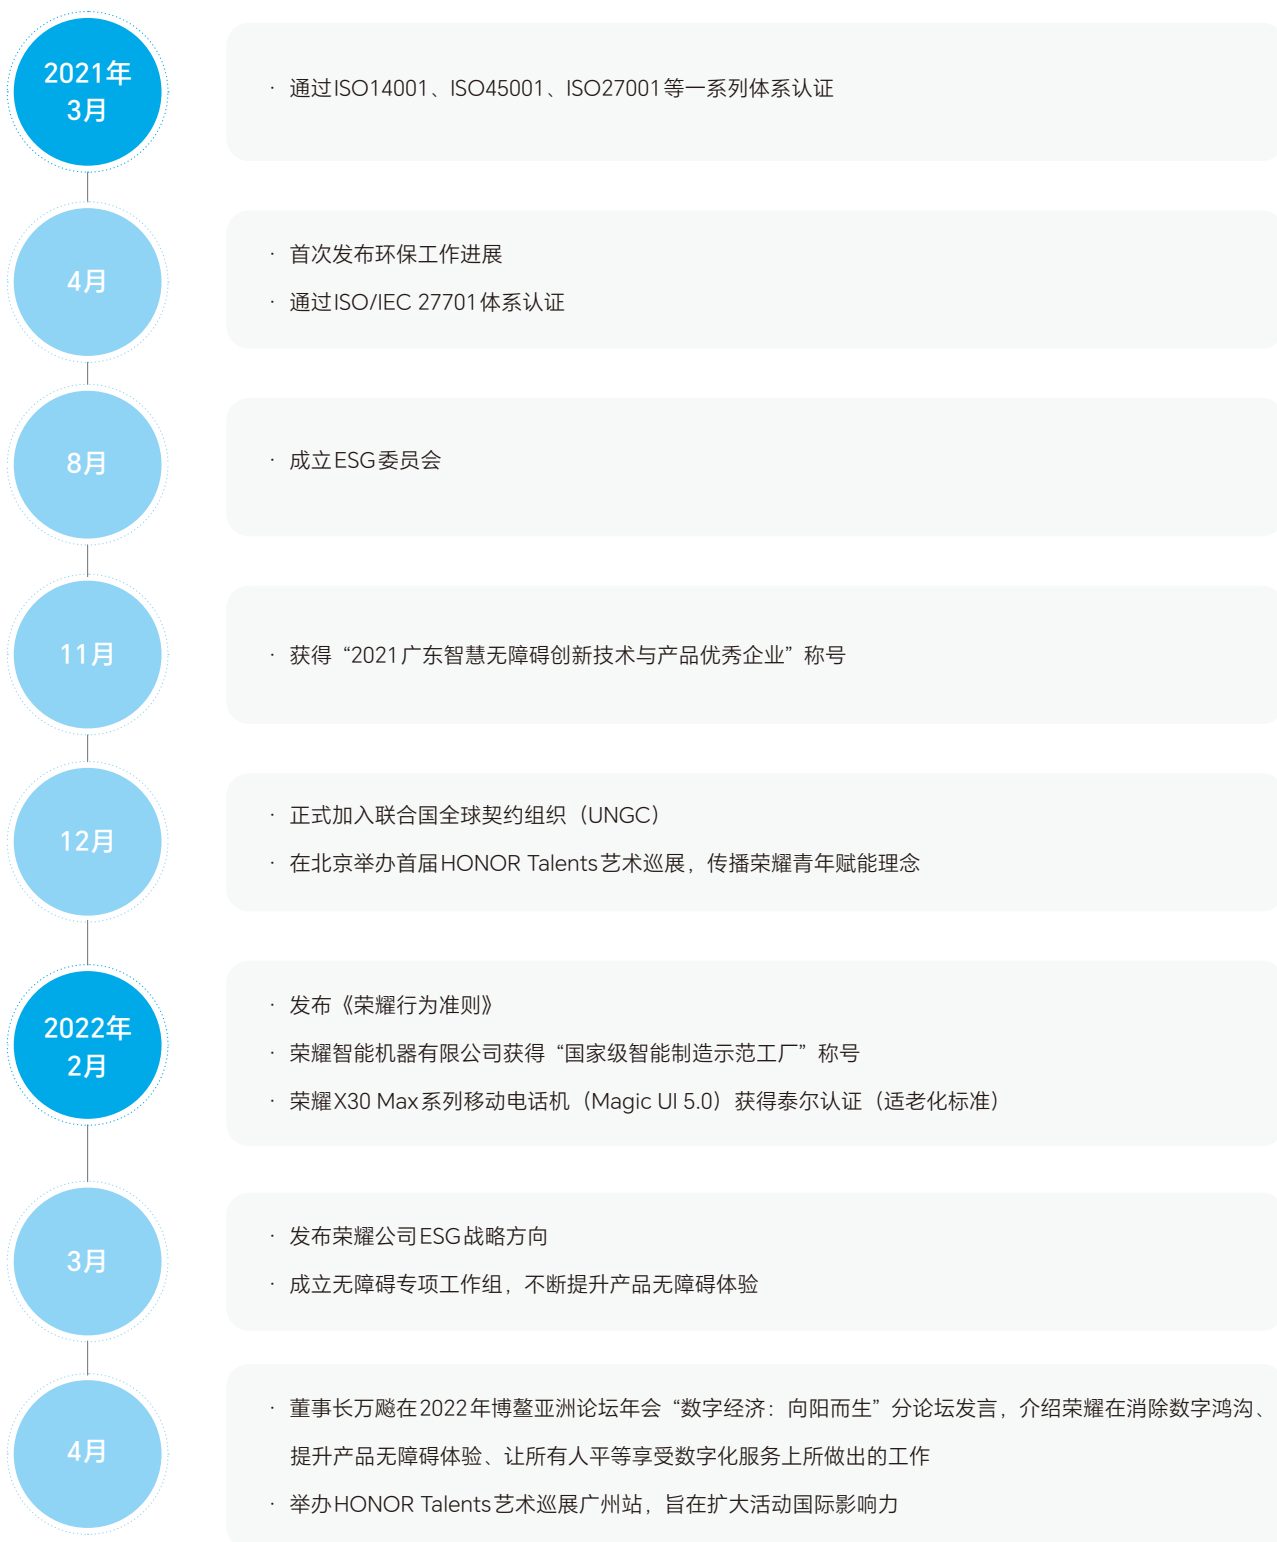 2021年
3月
· 通过ISO14001、ISO45001、ISO27001等一系列体系认证
4月
· 首次发布环保工作进展
· 通过ISO/IEC 27701体系认证
8月
· 成立ESG委员会
11月
· 获得“2021广东智慧无障碍创新技术与产品优秀企业”称号
12月
· 正式加入联合国全球契约组织（UNGC）
· 在北京举办首届HONOR Talents艺术巡展，传播荣耀青年赋能理念
2022年
2月
· 发布《荣耀行为准则》
· 荣耀智能机器有限公司获得“国家级智能制造示范工厂”称号
· 荣耀X30 Max系列移动电话机（Magic UI 5.0）获得泰尔认证（适老化标准）
3月
· 发布荣耀公司ESG战略方向
· 成立无障碍专项工作组，不断提升产品无障碍体验
4月
· 董事长万飚在2022年博鳌亚洲论坛年会“数字经济：向阳而生”分论坛发言，介绍荣耀在消除数字鸿沟、
提升产品无障碍体验、让所有人平等享受数字化服务上所做出的工作
· 举办HONOR Talents艺术巡展广州站，旨在扩大活动国际影响力